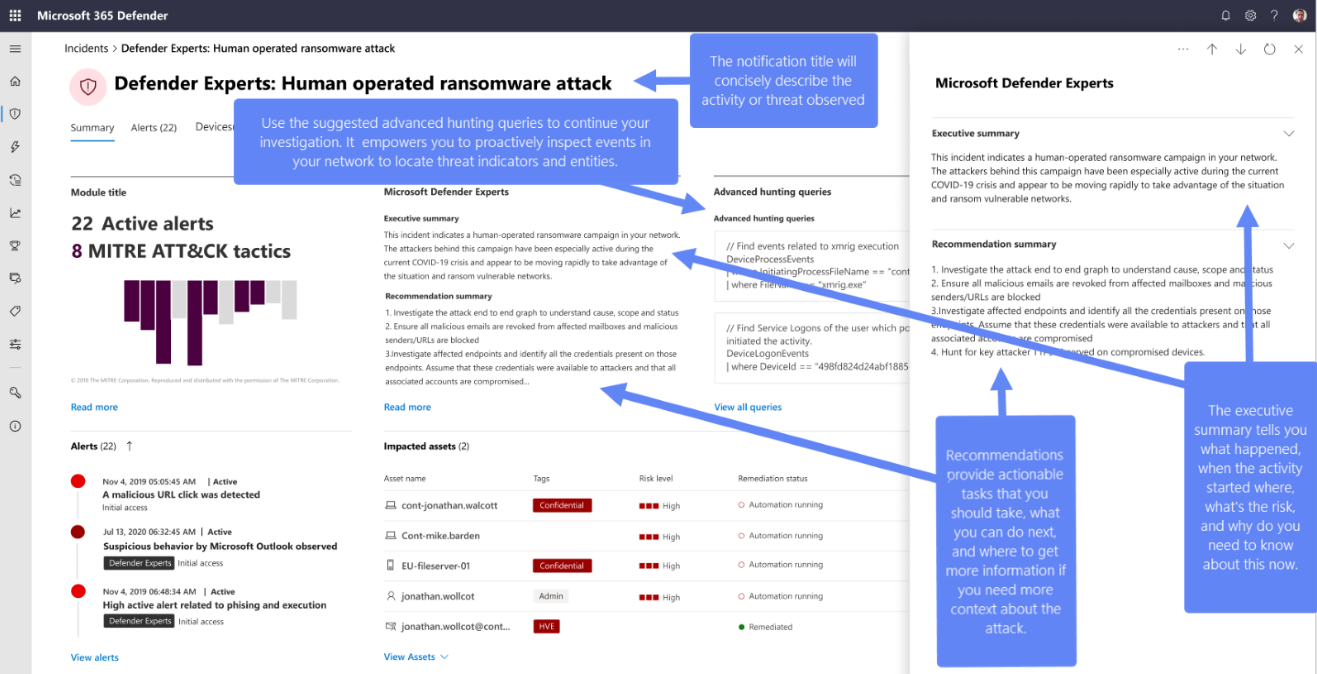 Microsoft 365 Defender
Incidents > Defender Experts: Human operated ransomware attack
Defender Experts: Human operated ransomware attack
The notification title will
concisely describe the
activity or threat observed
Summary
Alerts (22)
Devices(
Use the suggested advanced hunting queries to continue your
investigation. It empowers you to proactively inspect events in
your network to locate threat indicators and entities.
Module title
22 Active alerts
8 MITRE ATT&CK tactics
Read more
Microsoft Defender Experts
Executive summary
This incident indicates a human-operated ransomware campaign in your network.
The attackers behind this campaign have been especially active during the
current COVID-19 crisis and appear to be moving rapidly to take advantage of
the situation and ransom vulnerable networks.
Recommendation summary
1. Investigate the attack end to end graph to understand cause, scope and status
2. Ensure all malicious emails are revoked from affected mailboxes and malicious
senders/URLs are blocked
3.Investigate affected endpoints and identify all the credentials present on those
endpoints. Assume that these credentials were available to attackers and that all
associated accounts are compromised...
Read more
Advanced hunting queries
Advanced hunting queries
// Find events related to xmrig execution
DeviceProcessEvents
| where InitiatingProcessFileName == "cont
| where FileName == "xmrig.exe"
// Find Service Logons of the user which po
initiated the activity.
DeviceLogonEvents
| where DeviceId == "498fd824d24abf1885
View all queries
© 2019 The MITRE Corporation. Reproduced and distributed with the permission of The MITRE Corporation.
Alerts (22) ↑
Nov 4, 2019 05:05:45 AM | Active
A malicious URL click was detected
Initial access
Jul 13, 2020 06:32:45 AM | Active
Suspicious behavior by Microsoft Outlook observed
Defender Experts Initial access
Nov 4, 2019 06:48:34 AM | Active
High active alert related to phising and execution
Defender Experts Initial access
View alerts
Impacted assets (2)
Asset name Tags Risk level Remediation status
cont-jonathan.walcott Confidential High Automation running
Cont-mike.barden High Automation running
EU-fileserver-01 Confidential High Automation running
jonathan.wollcot Admin High Automation running
jonathan.wollcot@cont... HVE Remediated
View Assets
Microsoft Defender Experts
Executive summary
This incident indicates a human-operated ransomware campaign in your network.
The attackers behind this campaign have been especially active during the current
COVID-19 crisis and appear to be moving rapidly to take advantage of the situation
and ransom vulnerable networks.
Recommendation summary
1. Investigate the attack end to end graph to understand cause, scope and status
2. Ensure all malicious emails are revoked from affected mailboxes and malicious
senders/URLs are blocked
3.Investigate affected endpoints and identify all the credentials present on those
endpoints. Assume that these credentials were available to attackers and that all
associated accounts are compromised
4. Hunt for key attacker observed on compromised devices.
Recommendations
provide actionable
tasks that you
should take, what
you can do next,
and where to get
more information if
you need more
context about the
attack.
The executive
summary tells you
what happened,
when the activity
started where,
what's the risk,
and why do you
need to know
about this now.